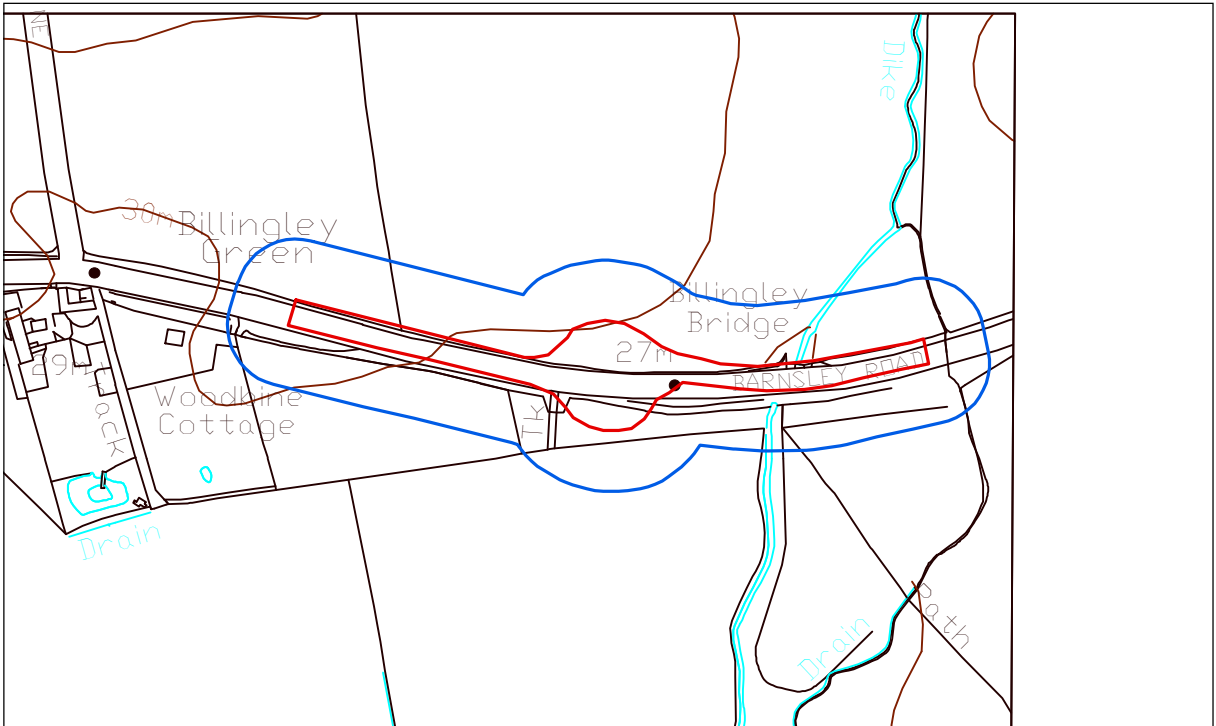 NE
Dike
30m
Billingley
Green
Billingley
Bridge
27m
29m
BARNSLEY ROAD
Track
Woodbine
Cottage
Tk
Drain
Path
Drain